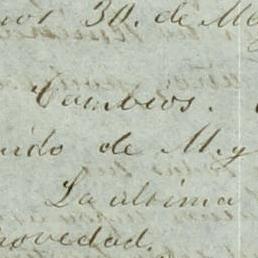 30. de
Cambios.
de M. y
La ultima
novedad.